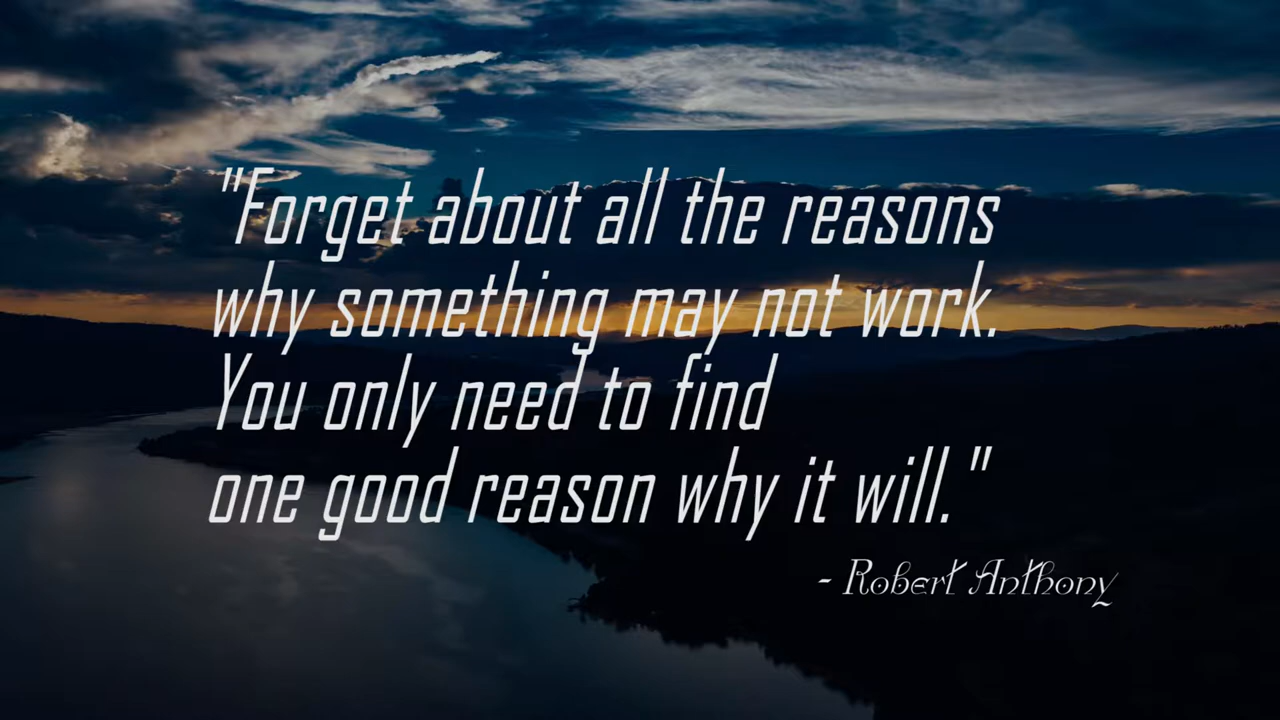 "Forget about all the reasons
why something may not work.
You only need to find
one good reason why it will."
- Robert Anthony